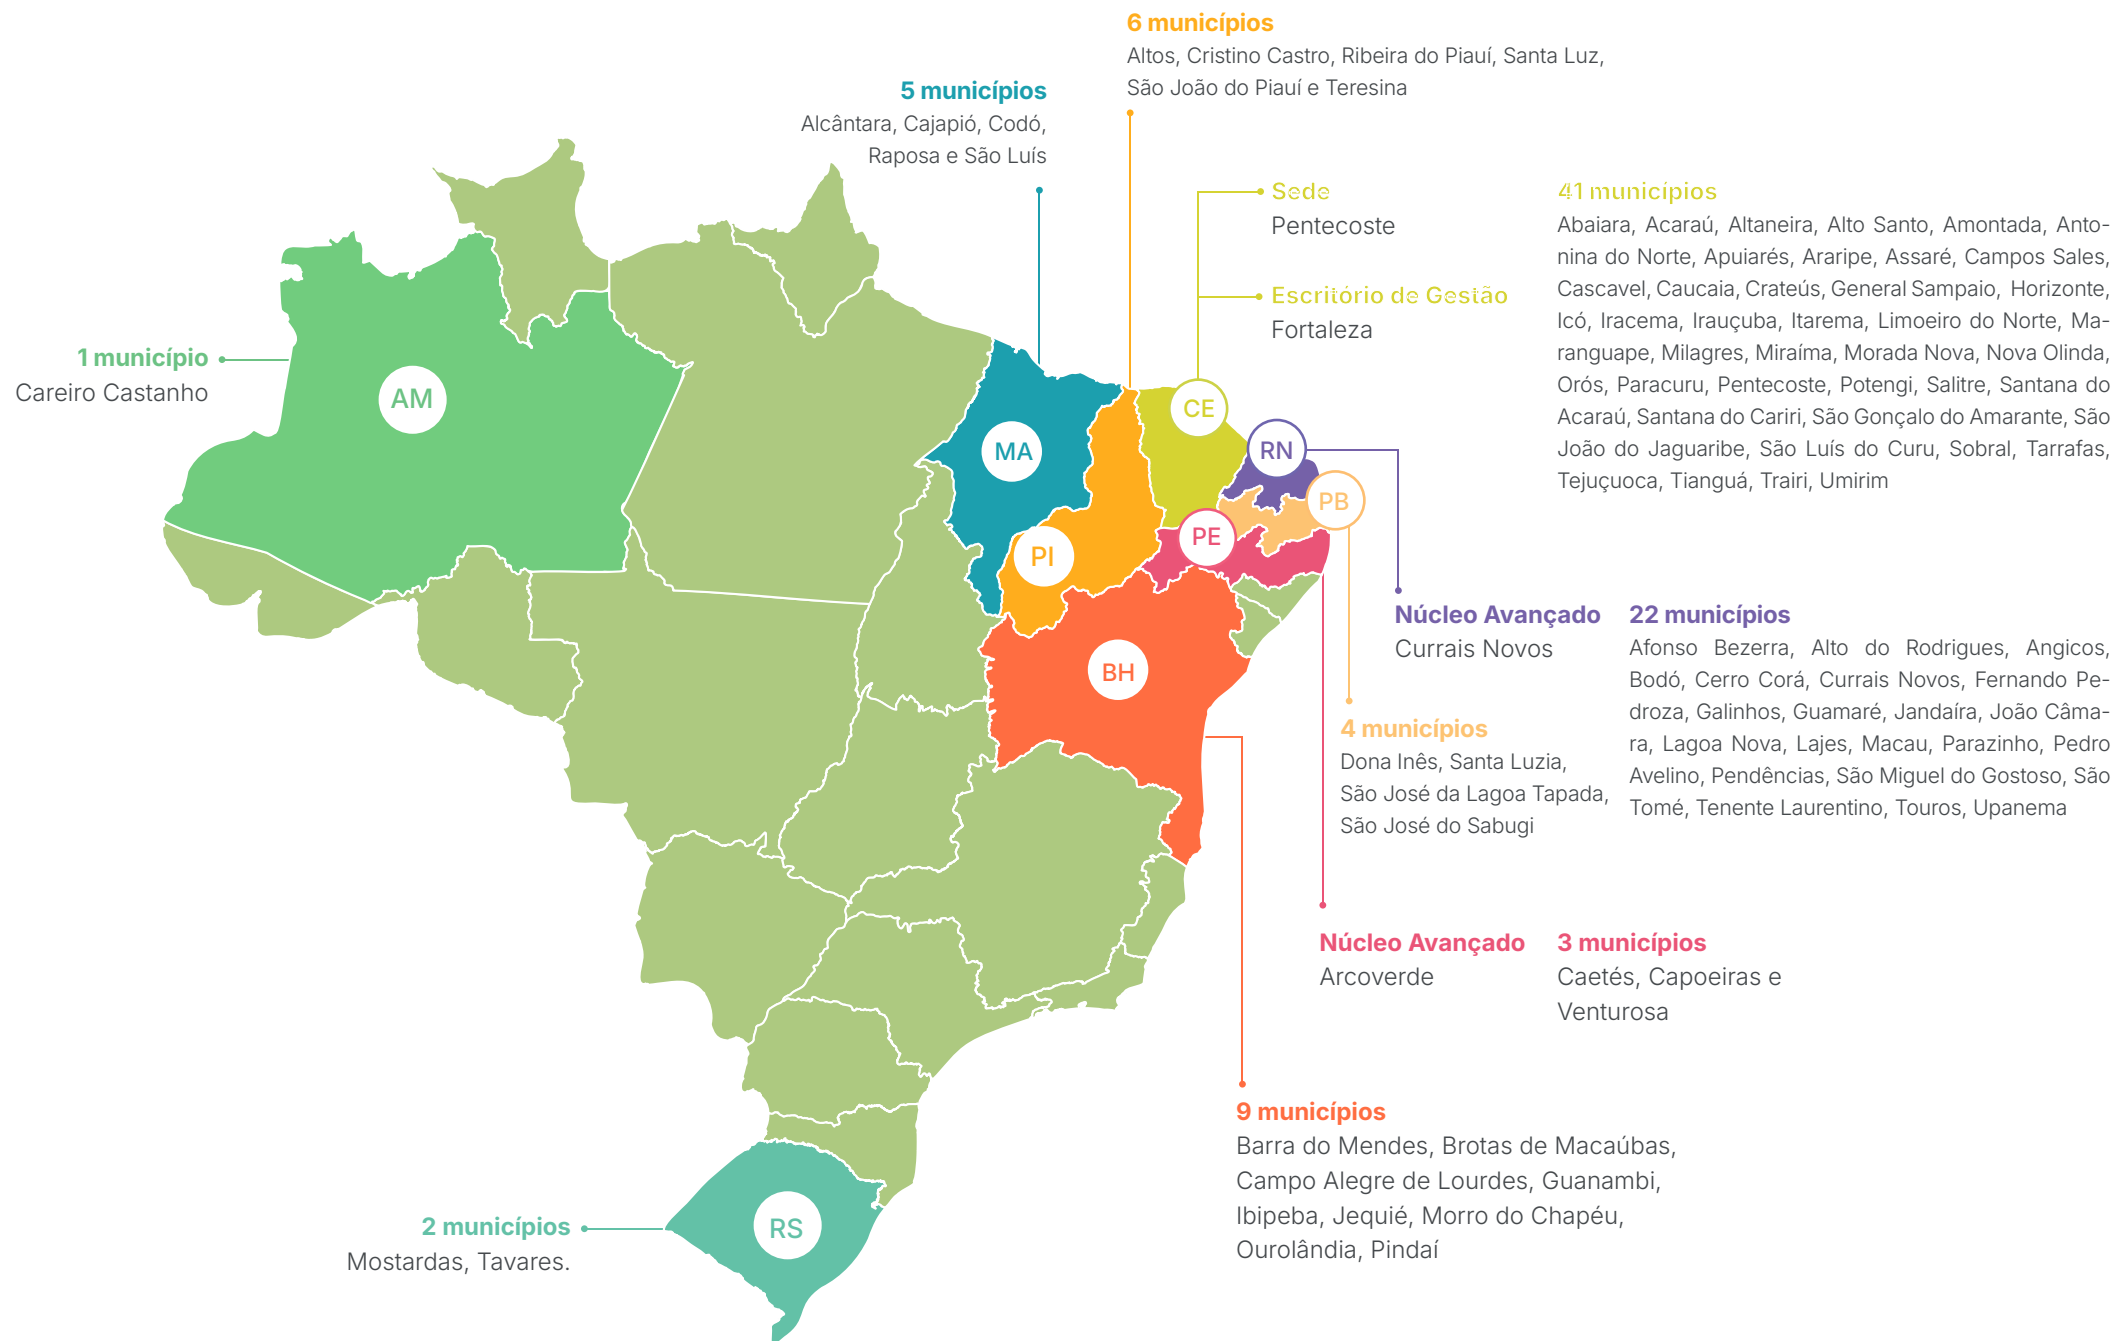 6 municípios
Altos, Cristino Castro, Ribeira do Piauí, Santa Luz,
São João do Piauí e Teresina
5 municípios
Alcântara, Cajapió, Codó,
Raposa e São Luís
Sede
Pentecoste
Escritório de Gestão
Fortaleza
41 municípios
Abaiara, Acaraú, Altaneira, Alto Santo, Amontada, Anto-
nina do Norte, Apuiarés, Araripe, Assaré, Campos Sales,
Cascavel, Caucaia, Crateús, General Sampaio, Horizonte,
Icó, Iracema, Irauçuba, Itarema, Limoeiro do Norte, Ma-
ranguape, Milagres, Miraíma, Morada Nova, Nova Olinda,
Orós, Paracuru, Pentecoste, Potengi, Salitre, Santana do
Acaraú, Santana do Cariri, São Gonçalo do Amarante, São
João do Jaguaribe, São Luís do Curu, Sobral, Tarrafas,
Tejuçuoca, Tianguá, Trairi, Umirim
1 município
Careiro Castanho
AM
MA
PI
CE
RN
PB
PE
BH
RS
Núcleo Avançado
Currais Novos
22 municípios
Afonso Bezerra, Alto do Rodrigues, Angicos,
Bodó, Cerro Corá, Currais Novos, Fernando Pe-
droza, Galinhos, Guamaré, Jandaíra, João Câma-
ra, Lagoa Nova, Lajes, Macau, Parazinho, Pedro
Avelino, Pendências, São Miguel do Gostoso, São
Tomé, Tenente Laurentino, Touros, Upanema
4 municípios
Dona Inês, Santa Luzia,
São José da Lagoa Tapada,
São José do Sabugi
Núcleo Avançado
Arcoverde
3 municípios
Caetés, Capoeiras e
Venturosa
9 municípios
Barra do Mendes, Brotas de Macaúbas,
Campo Alegre de Lourdes, Guanambi,
Ibipeba, Jequié, Morro do Chapéu,
Ourolândia, Pindaí
2 municípios
Mostardas, Tavares.